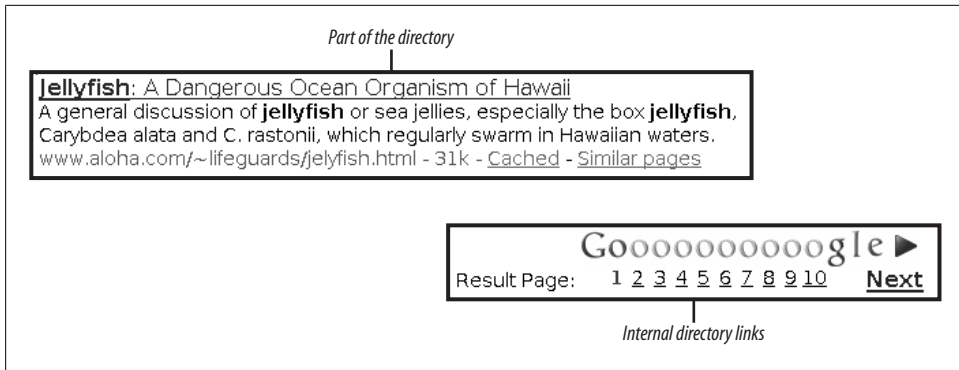 Part of the directory
Jellyfish: A Dangerous Ocean Organism of Hawaii
A general discussion of jellyfish or sea jellies, especially the box jellyfish,
Carybdea alata and C. rastonii, which regularly swarm in Hawaiian waters.
www.aloha.com/~lifeguards/jelyfish.html - 31k - Cached - Similar pages
Goooooooooogle
Result Page: 1 2 3 4 5 6 7 8 9 10 Next
Internal directory links